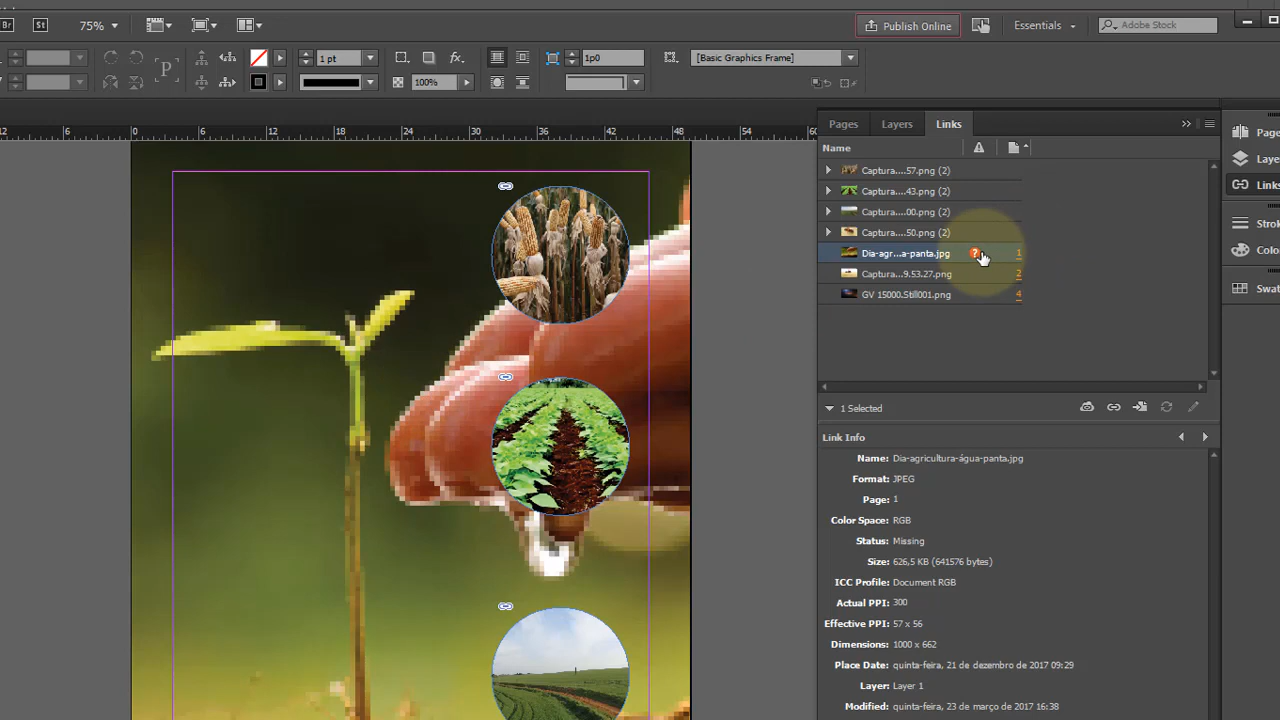 Br St 75% Publish Online Essentials Adobe Stock
P 1 pt fx. 1p0 [Basic Graphics Frame]
100%
12 6 0 6 12 18 24 30 36 42 48 54 60
Pages Layers Links
Name
Captura....57.png (2)
Captura....43.png (2)
Captura....00.png (2)
Captura....50.png (2)
Dia-agr...a-panta.jpg ? 1
Captura...9.53.27.png 2
GV 15000.Still001.png 4
Page
Laye
Links
Strok
Colo
Swat
1 Selected
Link Info
Name: Dia-agricultura-água-panta.jpg
Format: JPEG
Page: 1
Color Space: RGB
Status: Missing
Size: 626,5 KB (641576 bytes)
ICC Profile: Document RGB
Actual PPI: 300
Effective PPI: 57 x 56
Dimensions: 1000 x 662
Place Date: quinta-feira, 21 de dezembro de 2017 09:29
Layer: Layer 1
Modified: quinta-feira, 23 de março de 2017 16:38